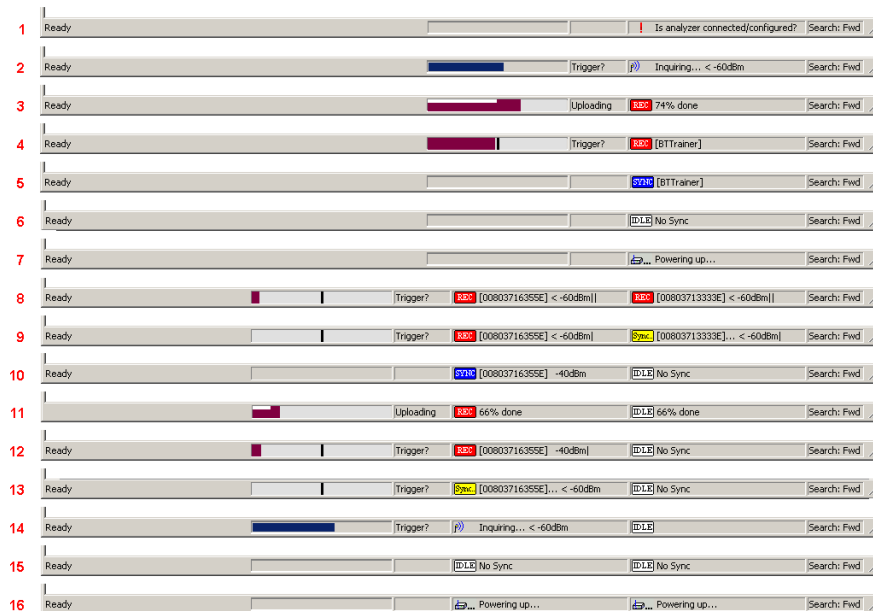 1 Ready Is analyzer connected/configured? Search: Fwd
2 Ready Trigger? Inquiring... < -60dBm Search: Fwd
3 Ready Uploading REC 74% done Search: Fwd
4 Ready Trigger? REC [BTTrainer] Search: Fwd
5 Ready SYNC [BTTrainer] Search: Fwd
6 Ready IDLE No Sync Search: Fwd
7 Ready Powering up... Search: Fwd
8 Ready Trigger? REC [00803716355E] < -60dBm|| REC [00803713333E] < -60dBm|| Search: Fwd
9 Ready Trigger? REC [00803716355E] < -60dBm| Sync.. [00803713333E]... < -60dBm| Search: Fwd
10 Ready SYNC [00803716355E] -40dBm IDLE No Sync Search: Fwd
11 Uploading REC 66% done IDLE 66% done Search: Fwd
12 Ready Trigger? REC [00803716355E] -40dBm| IDLE No Sync Search: Fwd
13 Ready Trigger? Sync.. [00803716355E]... < -60dBm IDLE No Sync Search: Fwd
14 Ready Trigger? Inquiring... < -60dBm IDLE Search: Fwd
15 Ready IDLE No Sync IDLE No Sync Search: Fwd
16 Ready Powering up... Powering up... Search: Fwd